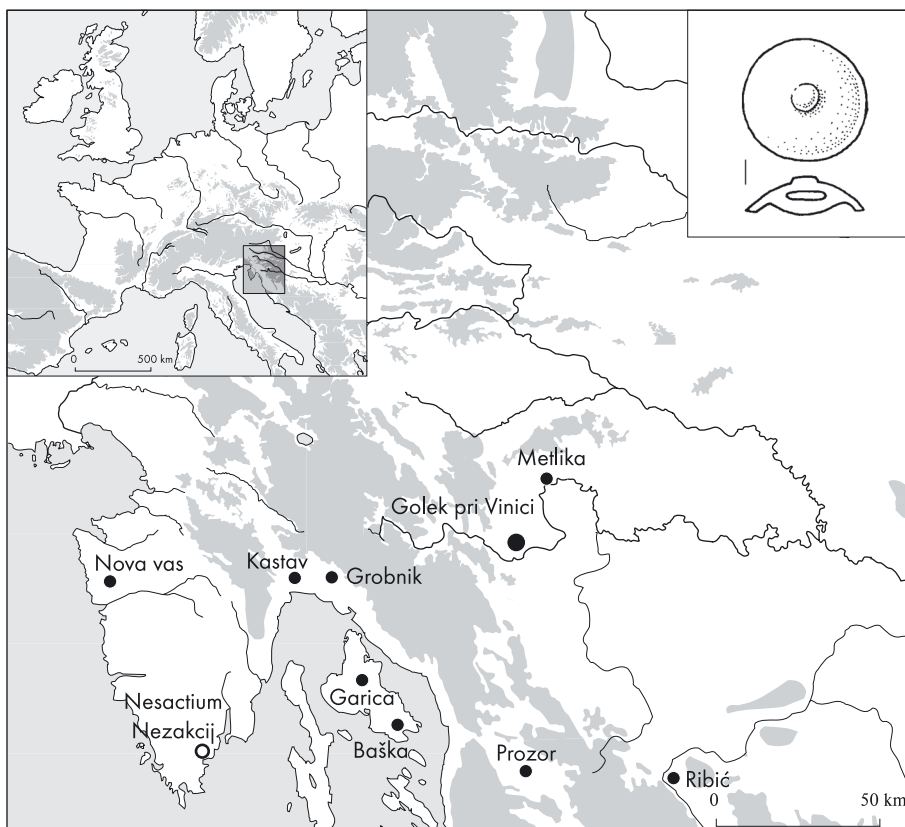 0 500 km
Metlika
Golek pri Vinici
Nova vas
Kastav
Grobnik
Garica
Nesactium
Nezakcij
Baška
Prozor
Ribić
0 50 km